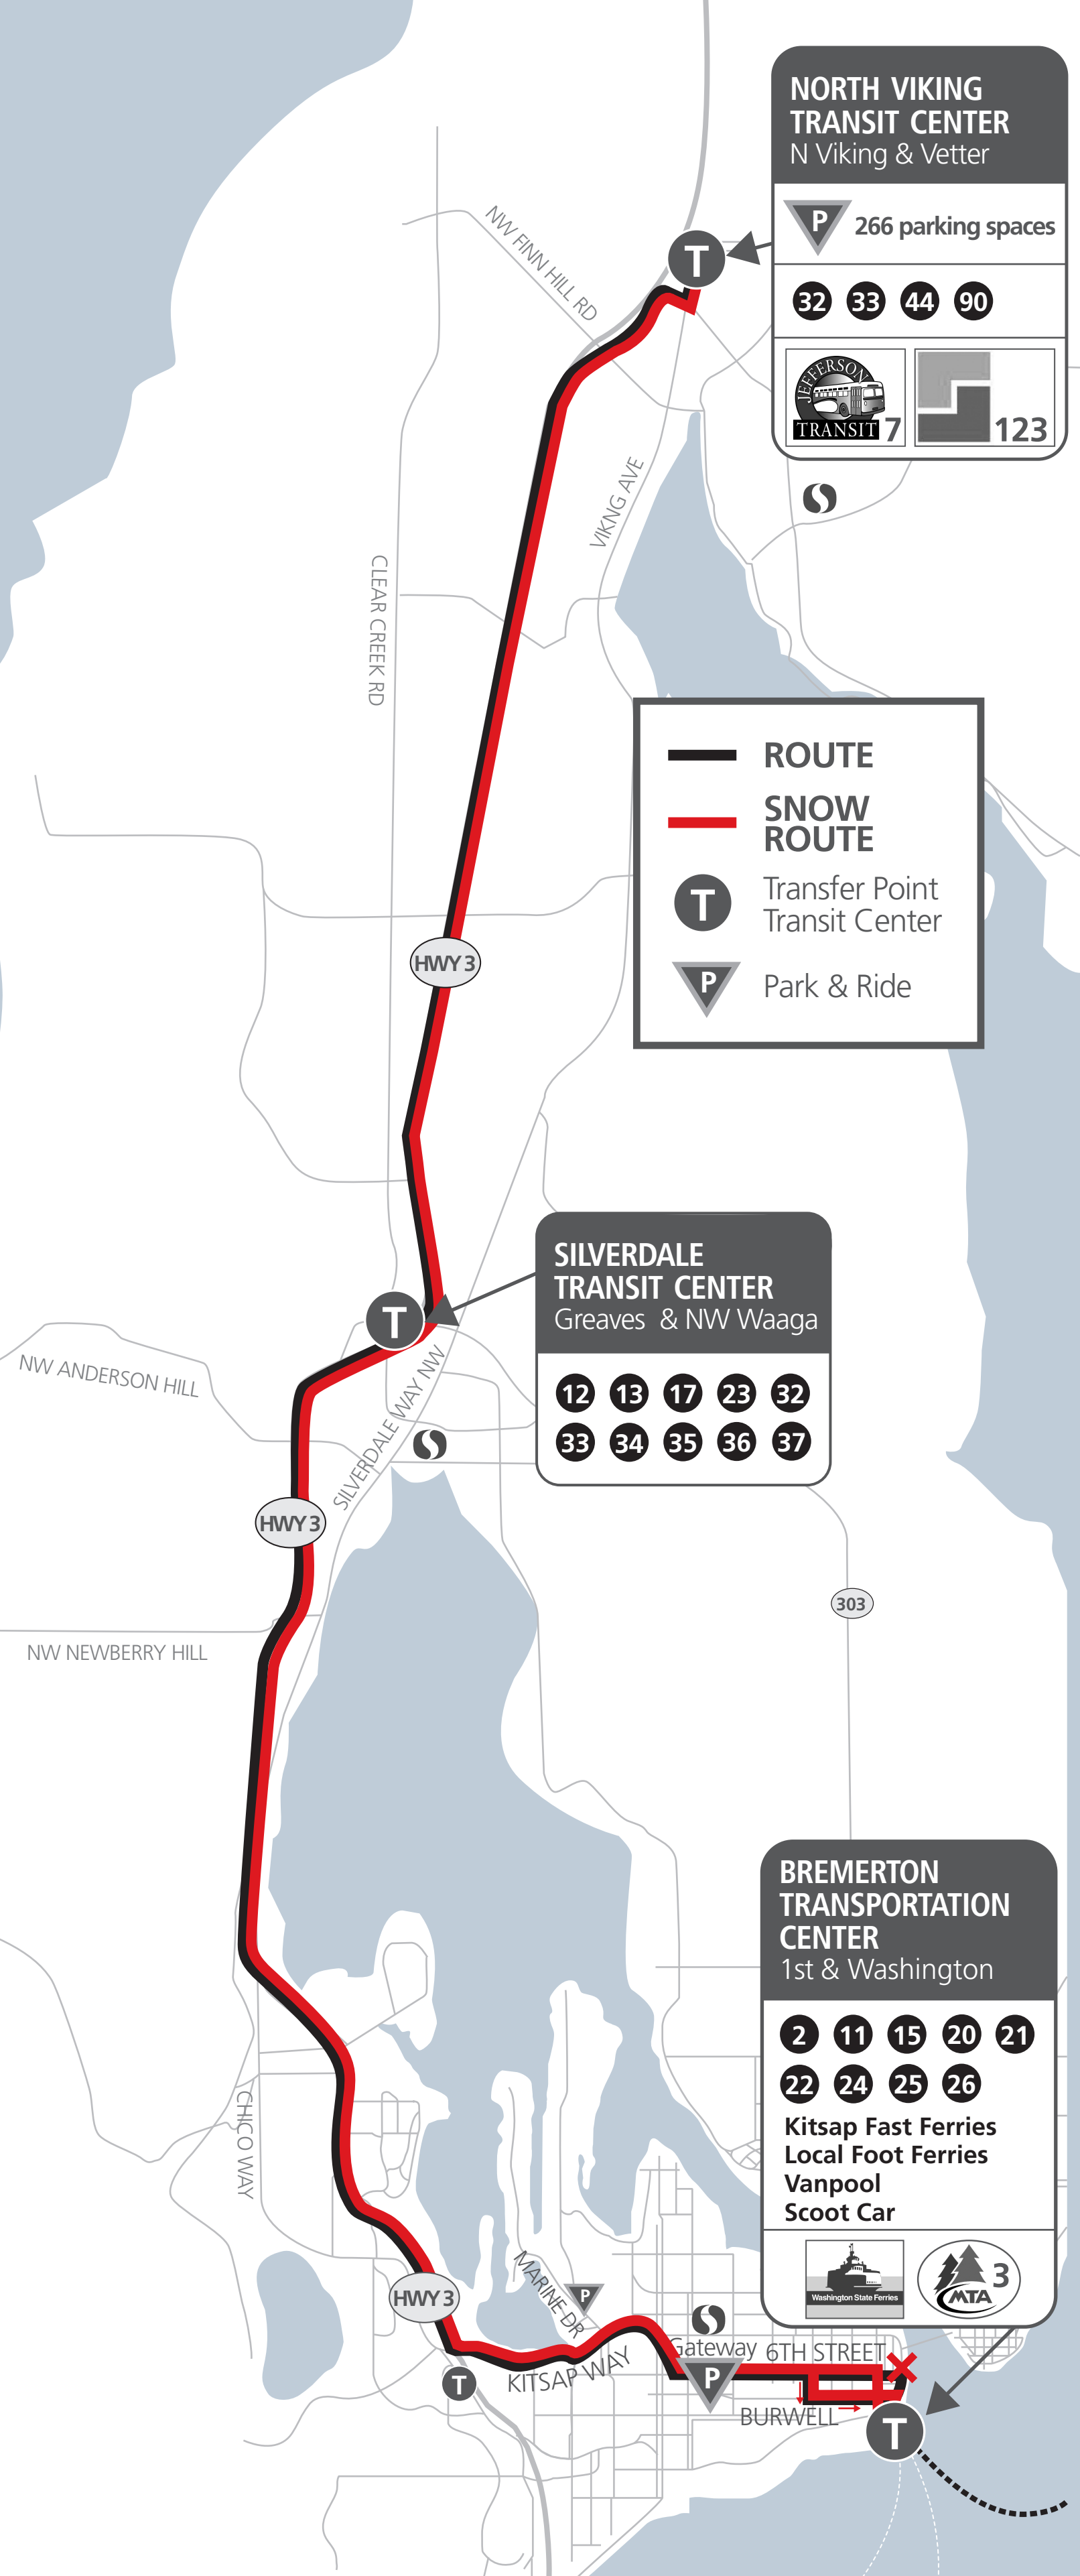 NORTH VIKING
TRANSIT CENTER
N Viking & Vetter
P 266 parking spaces
T
32 33 44 90
JEFFERSON
TRANSIT 7
123
NW FINN HILL RD
VIKNG AVE
CLEAR CREEK RD
ROUTE
SNOW
ROUTE
T Transfer Point
Transit Center
P Park & Ride
HWY 3
SILVERDALE
TRANSIT CENTER
Greaves & NW Waaga
T
12 13 17 23 32
33 34 35 36 37
NW ANDERSON HILL
SILVERDALE WAY NW
HWY 3
303
NW NEWBERRY HILL
BREMERTON
TRANSPORTATION
CENTER
1st & Washington
2 11 15 20 21
22 24 25 26
Kitsap Fast Ferries
Local Foot Ferries
Vanpool
Scoot Car
Washington State Ferries
MTA 3
CHICO WAY
HWY 3
MARINE DR
P
Gateway 6TH STREET
KITSAP WAY
P
T
BURWELL
T